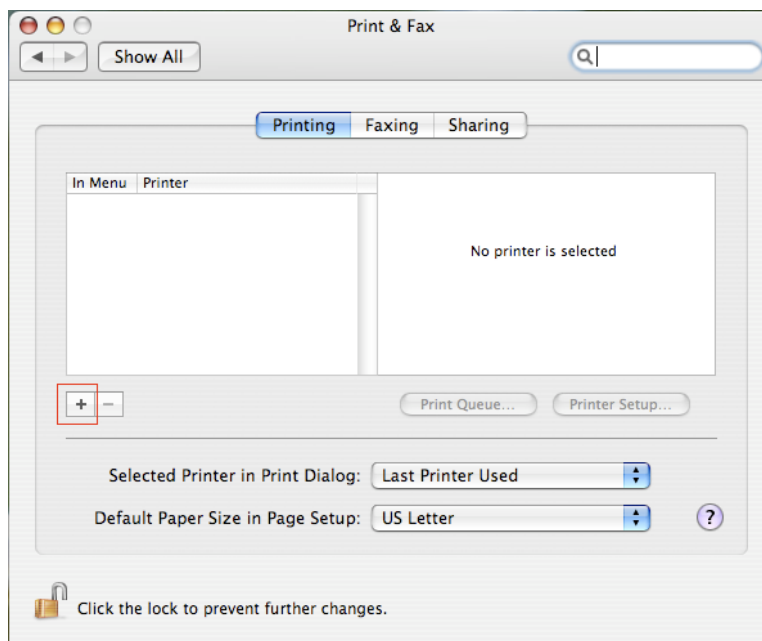 Print & Fax
Show All
Printing Faxing Sharing
In Menu Printer
No printer is selected
+ −
Print Queue... Printer Setup...
Selected Printer in Print Dialog: Last Printer Used
Default Paper Size in Page Setup: US Letter ?
Click the lock to prevent further changes.